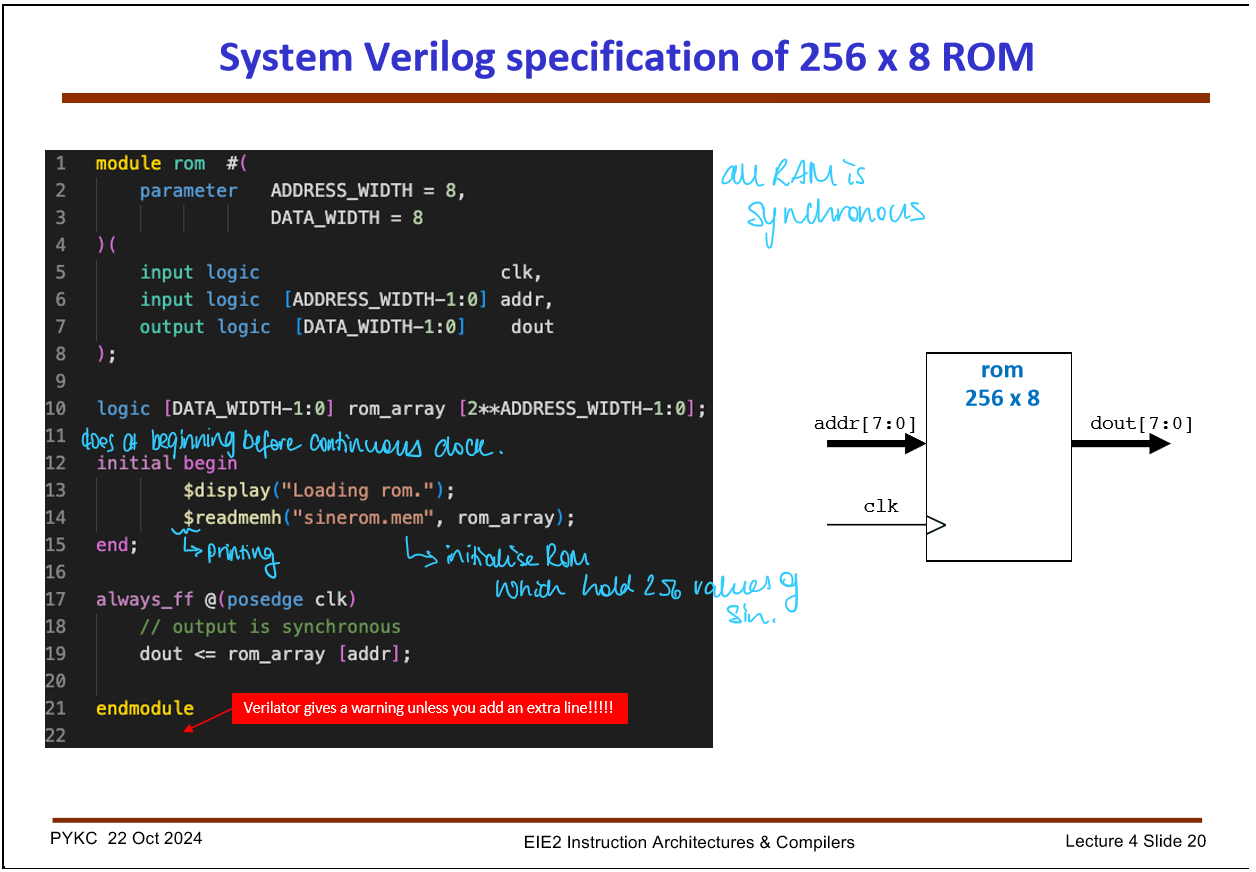 System Verilog specification of 256 x 8 ROM
1 module rom #(
2 parameter ADDRESS_WIDTH = 8,
3 DATA_WIDTH = 8
4 )(
5 input logic clk,
6 input logic [ADDRESS_WIDTH-1:0] addr,
7 output logic [DATA_WIDTH-1:0] dout
8 );
9
10 logic [DATA_WIDTH-1:0] rom_array [2**ADDRESS_WIDTH-1:0];
11 does at beginning before continuous clock.
12 initial begin
13 $display("Loading rom.");
14 $readmemh("sinerom.mem", rom_array);
15 end;
printing
initialise ROM
16
which hold 256 values of
sin.
17 always_ff @(posedge clk)
18 // output is synchronous
19 dout <= rom_array [addr];
20
21 endmodule
Verilator gives a warning unless you add an extra line!!!!!
22
all RAM is
synchronous
rom
256 x 8
addr[7:0]
dout[7:0]
clk
PYKC 22 Oct 2024
EIE2 Instruction Architectures & Compilers
Lecture 4 Slide 20